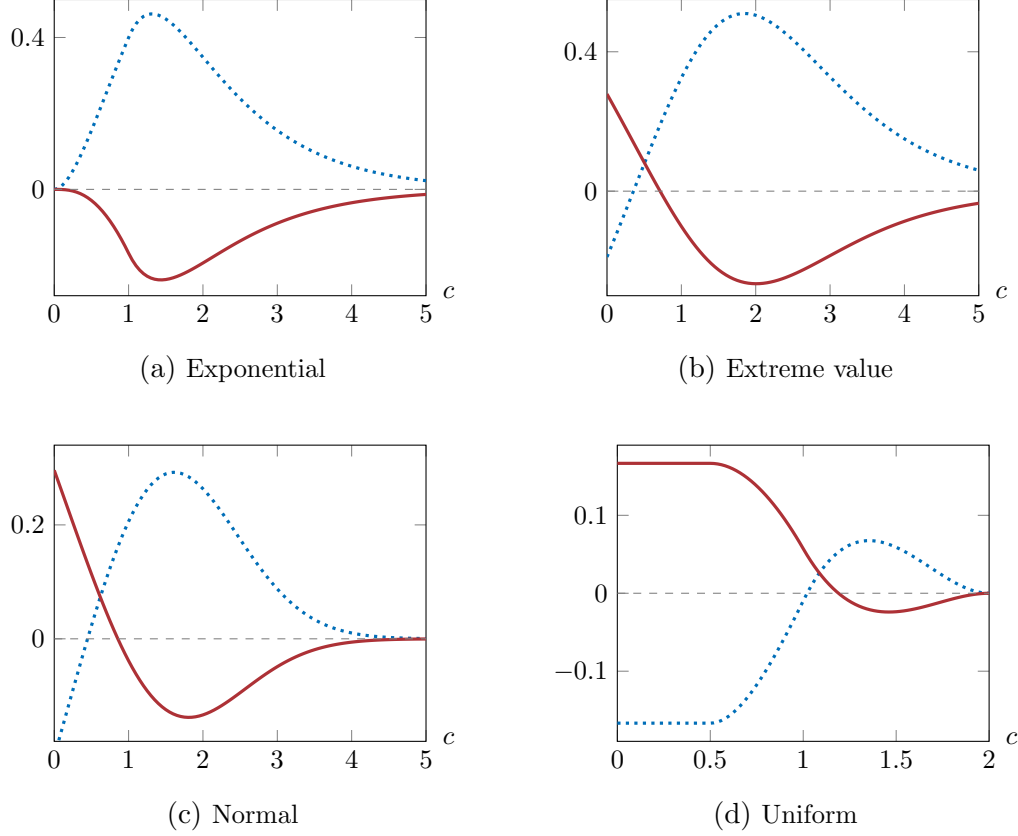 0.4
0
0 1 2 3 4 5 c
(a) Exponential
0.4
0
0 1 2 3 4 5 c
(b) Extreme value
0.2
0
0 1 2 3 4 5 c
(c) Normal
0.1
0
−0.1
0 0.5 1 1.5 2 c
(d) Uniform